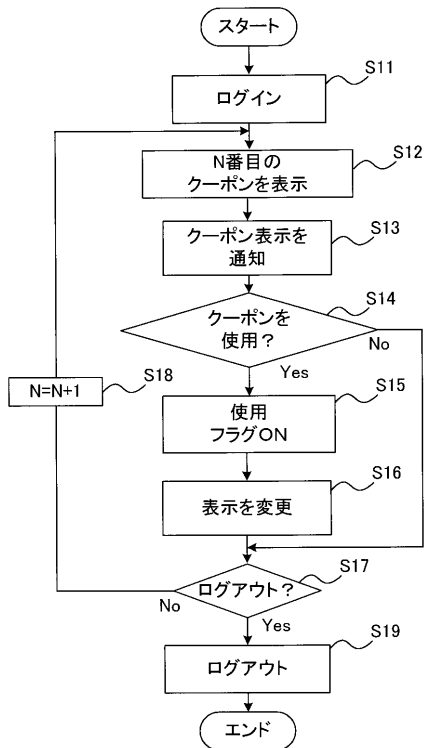 スタート
S11
ログイン
S12
N番目の
クーポンを表示
S13
クーポン表示を
通知
S14
クーポンを
使用？
No
Yes
S18
N=N+1
S15
使用
フラグON
S16
表示を変更
S17
ログアウト？
No
Yes
S19
ログアウト
エンド